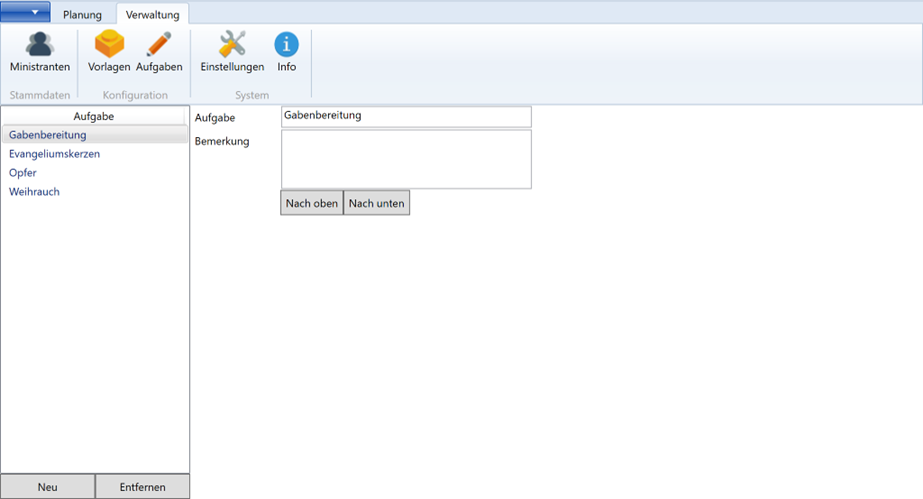 Planung Verwaltung
Ministranten Vorlagen Aufgaben Einstellungen Info
Stammdaten Konfiguration System
Aufgabe
Gabenbereitung
Evangeliumskerzen
Opfer
Weihrauch
Aufgabe Gabenbereitung
Bemerkung
Nach oben Nach unten
Neu Entfernen